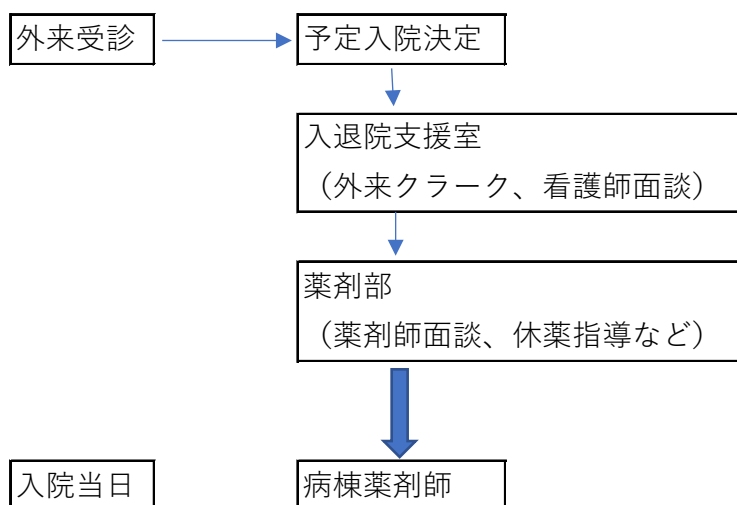 外来受診
予定入院決定
入退院支援室
（外来クラーク、看護師面談）
薬剤部
（薬剤師面談、休薬指導など）
入院当日
病棟薬剤師